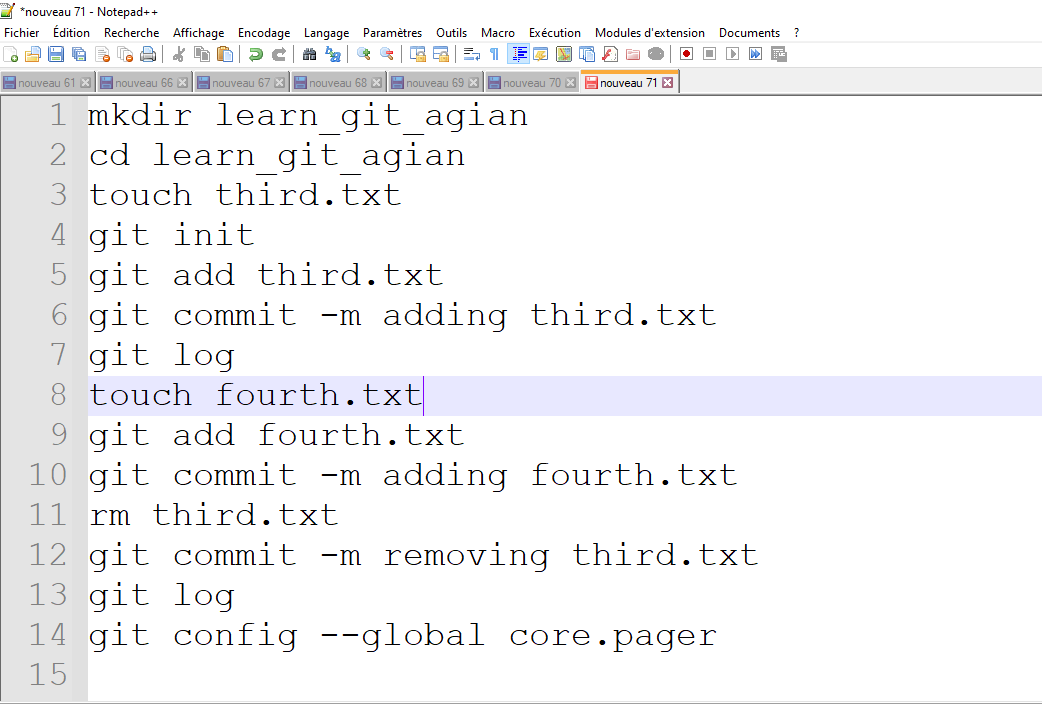 *nouveau 71 - Notepad++
Fichier Édition Recherche Affichage Encodage Langage Paramètres Outils Macro Exécution Modules d'extension Documents ?
nouveau 61 nouveau 66 nouveau 67 nouveau 68 nouveau 69 nouveau 70 nouveau 71
1 mkdir learn_git_agian
2 cd learn_git_agian
3 touch third.txt
4 git init
5 git add third.txt
6 git commit -m adding third.txt
7 git log
8 touch fourth.txt
9 git add fourth.txt
10 git commit -m adding fourth.txt
11 rm third.txt
12 git commit -m removing third.txt
13 git log
14 git config --global core.pager
15